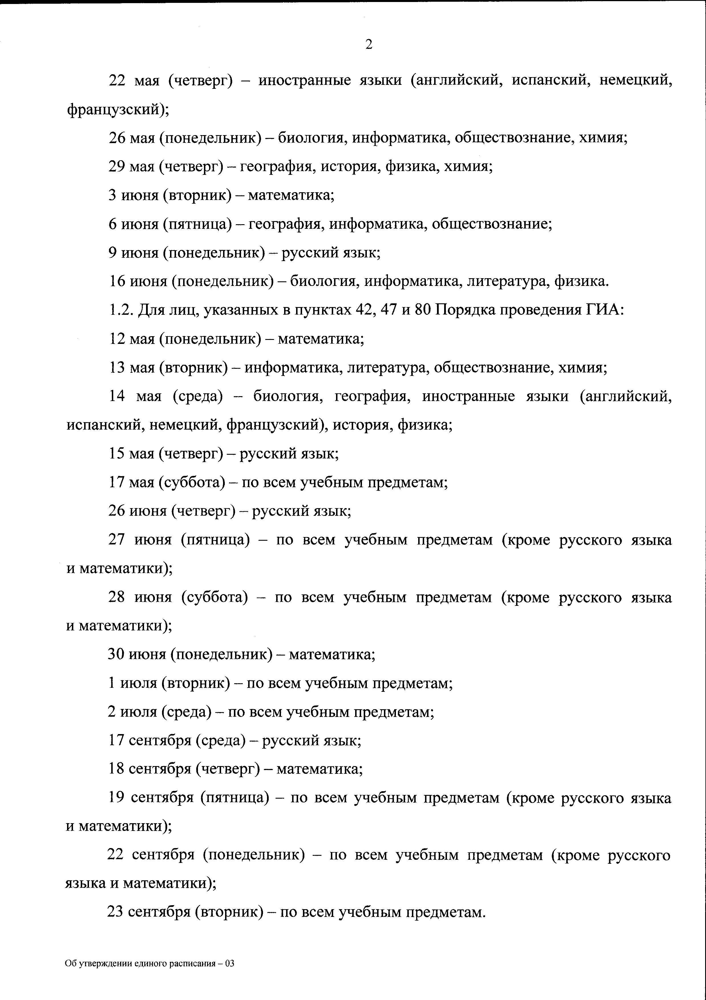 2
22 мая (четверг) – иностранные языки (английский, испанский, немецкий,
французский);
26 мая (понедельник) – биология, информатика, обществознание, химия;
29 мая (четверг) – география, история, физика, химия;
3 июня (вторник) – математика;
6 июня (пятница) – география, информатика, обществознание;
9 июня (понедельник) – русский язык;
16 июня (понедельник) – биология, информатика, литература, физика.
1.2. Для лиц, указанных в пунктах 42, 47 и 80 Порядка проведения ГИА:
12 мая (понедельник) – математика;
13 мая (вторник) – информатика, литература, обществознание, химия;
14 мая (среда) – биология, география, иностранные языки (английский,
испанский, немецкий, французский), история, физика;
15 мая (четверг) – русский язык;
17 мая (суббота) – по всем учебным предметам;
26 июня (четверг) – русский язык;
27 июня (пятница) – по всем учебным предметам (кроме русского языка
и математики);
28 июня (суббота) – по всем учебным предметам (кроме русского языка
и математики);
30 июня (понедельник) – математика;
1 июля (вторник) – по всем учебным предметам;
2 июля (среда) – по всем учебным предметам;
17 сентября (среда) – русский язык;
18 сентября (четверг) – математика;
19 сентября (пятница) – по всем учебным предметам (кроме русского языка
и математики);
22 сентября (понедельник) – по всем учебным предметам (кроме русского
языка и математики);
23 сентября (вторник) – по всем учебным предметам.
Об утверждении единого расписания – 03